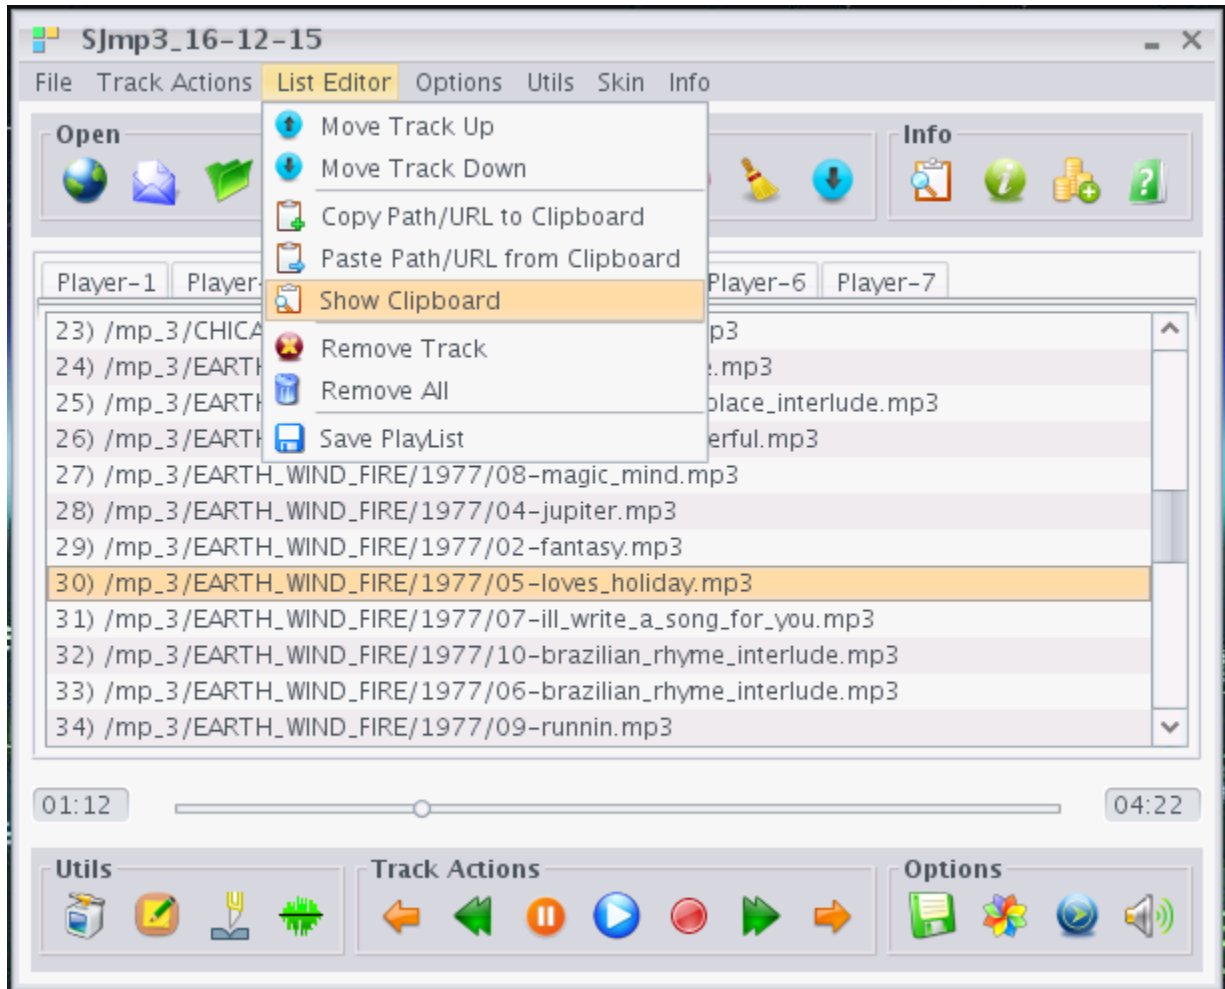 SJmp3_16-12-15
File Track Actions List Editor Options Utils Skin Info
Open
Info
Move Track Up
Move Track Down
Copy Path/URL to Clipboard
Paste Path/URL from Clipboard
Show Clipboard
Remove Track
Remove All
Save PlayList
Player-1 Player- Player-6 Player-7
23) /mp_3/CHICA p3
24) /mp_3/EARTH .mp3
25) /mp_3/EARTH place_interlude.mp3
26) /mp_3/EARTH erful.mp3
27) /mp_3/EARTH_WIND_FIRE/1977/08-magic_mind.mp3
28) /mp_3/EARTH_WIND_FIRE/1977/04-jupiter.mp3
29) /mp_3/EARTH_WIND_FIRE/1977/02-fantasy.mp3
30) /mp_3/EARTH_WIND_FIRE/1977/05-loves_holiday.mp3
31) /mp_3/EARTH_WIND_FIRE/1977/07-ill_write_a_song_for_you.mp3
32) /mp_3/EARTH_WIND_FIRE/1977/10-brazilian_rhyme_interlude.mp3
33) /mp_3/EARTH_WIND_FIRE/1977/06-brazilian_rhyme_interlude.mp3
34) /mp_3/EARTH_WIND_FIRE/1977/09-runnin.mp3
01:12 04:22
Utils Track Actions Options